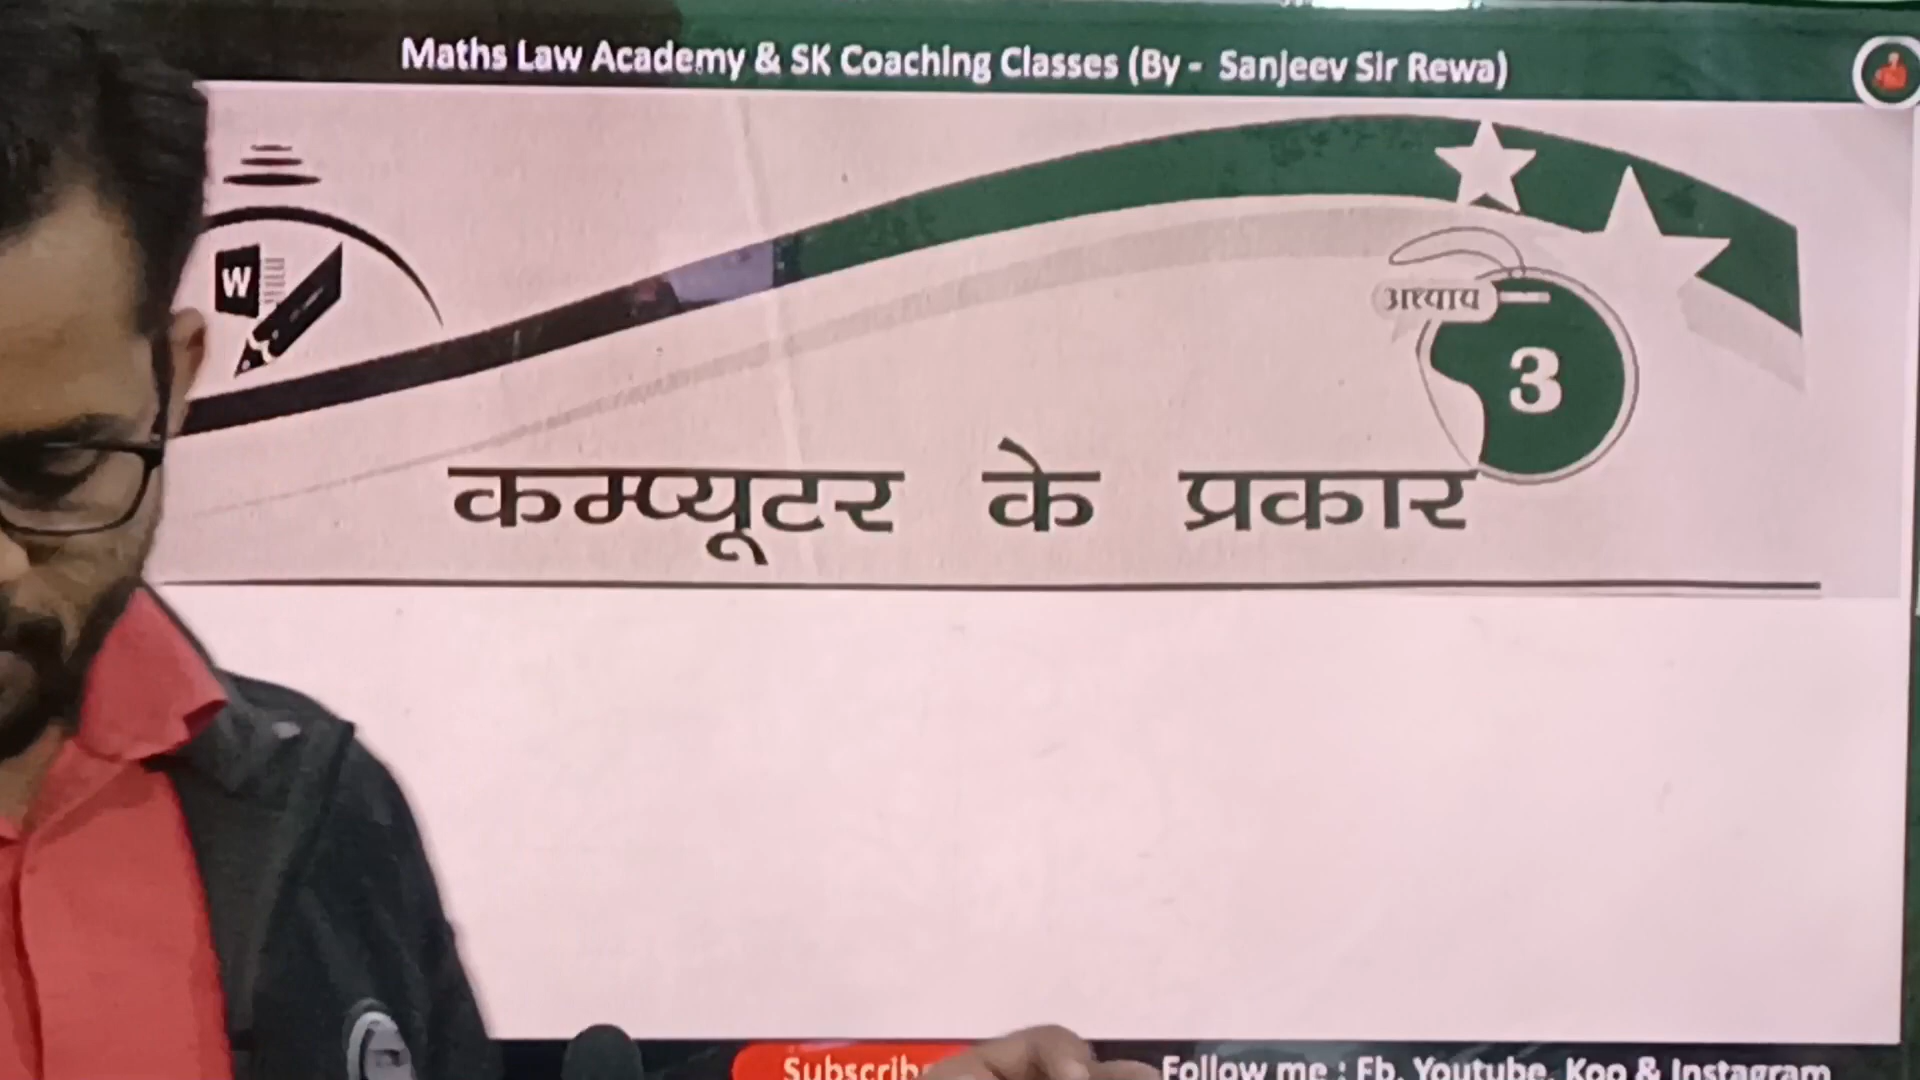 Maths Law Academy & SK Coaching Classes (By - Sanjeev Sir Rewa)
W
अध्याय
3
कम्प्यूटर के प्रकार
Follow me : Fb, Youtube, Koo & Instagram